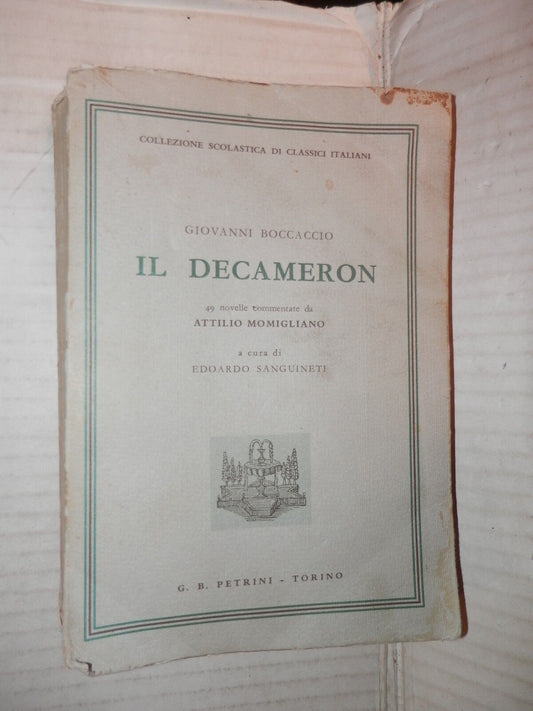 COLLEZIONE SCOLASTICA DI CLASSICI ITALIANI
GIOVANNI BOCCACCIO
IL DECAMERON
49 novelle commentate da
ATTILIO MOMIGLIANO
a cura di
EDOARDO SANGUINETI
G. B. PETRINI - TORINO